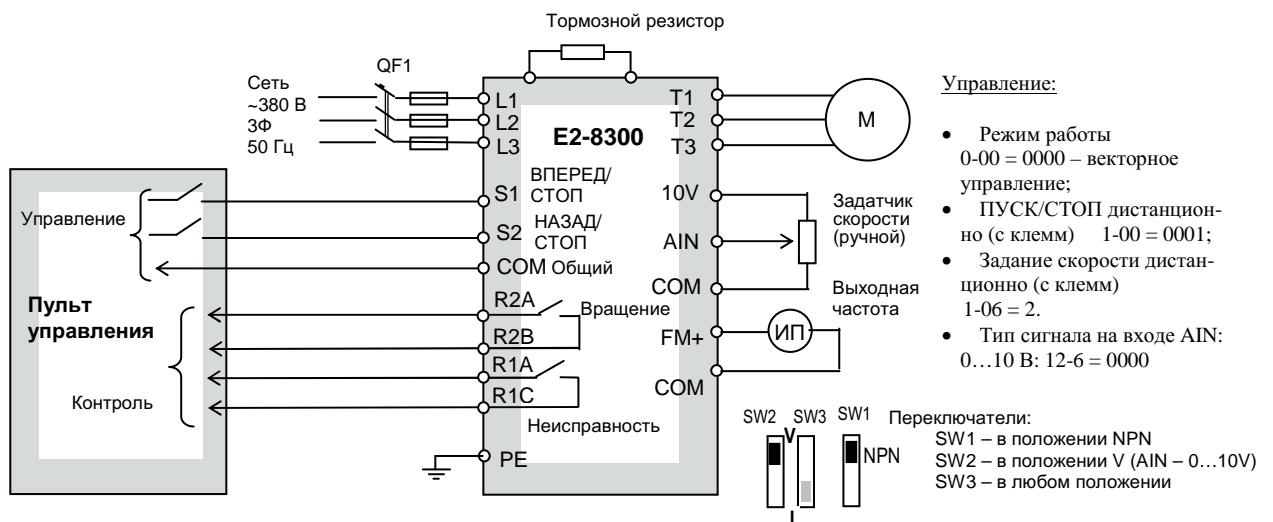 Тормозной резистор
QF1
Сеть
~380 В
3Ф
50 Гц
L1
L2
L3
E2-8300
T1
T2
T3
М
Управление
S1
ВПЕРЕД/
СТОП
S2
НАЗАД/
СТОП
COM Общий
Пульт
управления
Контроль
R2A
Вращение
R2B
R1A
R1C
Неисправность
PE
10V
AIN
COM
Задатчик
скорости
(ручной)
Выходная
частота
FM+
ИП
COM
Управление:
• Режим работы
0-00 = 0000 – векторное
управление;
• ПУСК/СТОП дистанцион-
но (с клемм) 1-00 = 0001;
• Задание скорости дистан-
ционно (с клемм)
1-06 = 2.
• Тип сигнала на входе AIN:
0…10 В: 12-6 = 0000
SW2 SW3 SW1
V
NPN
I
Переключатели:
SW1 – в положении NPN
SW2 – в положении V (AIN – 0…10V)
SW3 – в любом положении